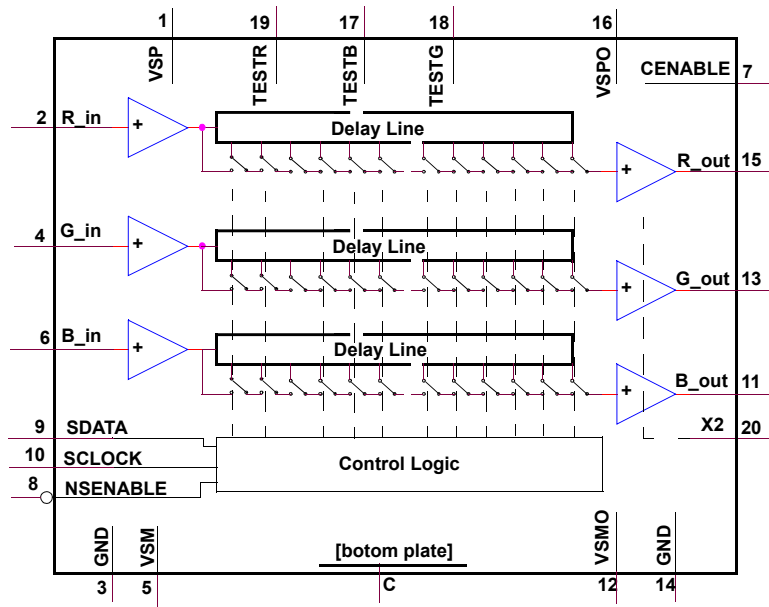 1 19 17 18 16
VSP TESTR TESTB TESTG VSPO
CENABLE 7
2 R_in + Delay Line
+ R_out 15
4 G_in + Delay Line
+ G_out 13
6 B_in + Delay Line
+ B_out 11
9 SDATA
X2 20
10 SCLOCK
Control Logic
8 NSENABLE
GND VSM [botom plate] VSMO GND
3 5 C 12 14